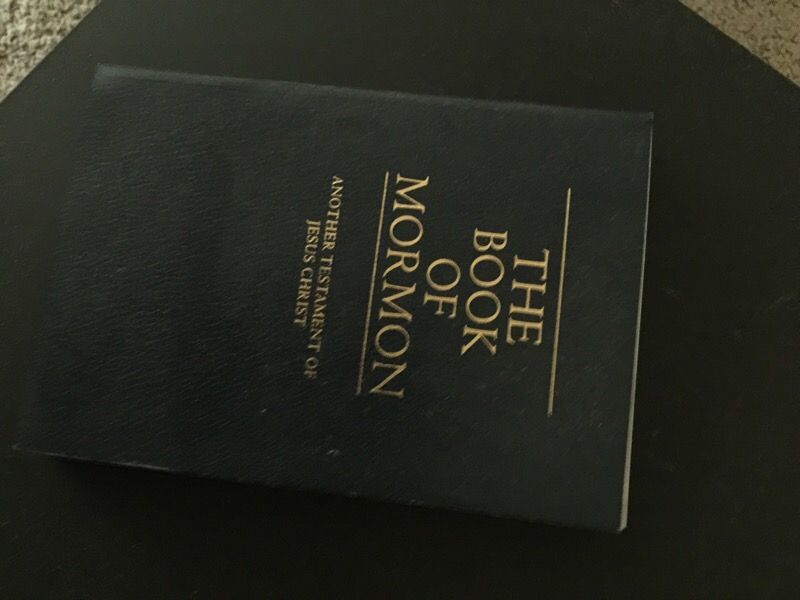 THE
BOOK
OF
MORMON
ANOTHER TESTAMENT OF
JESUS CHRIST